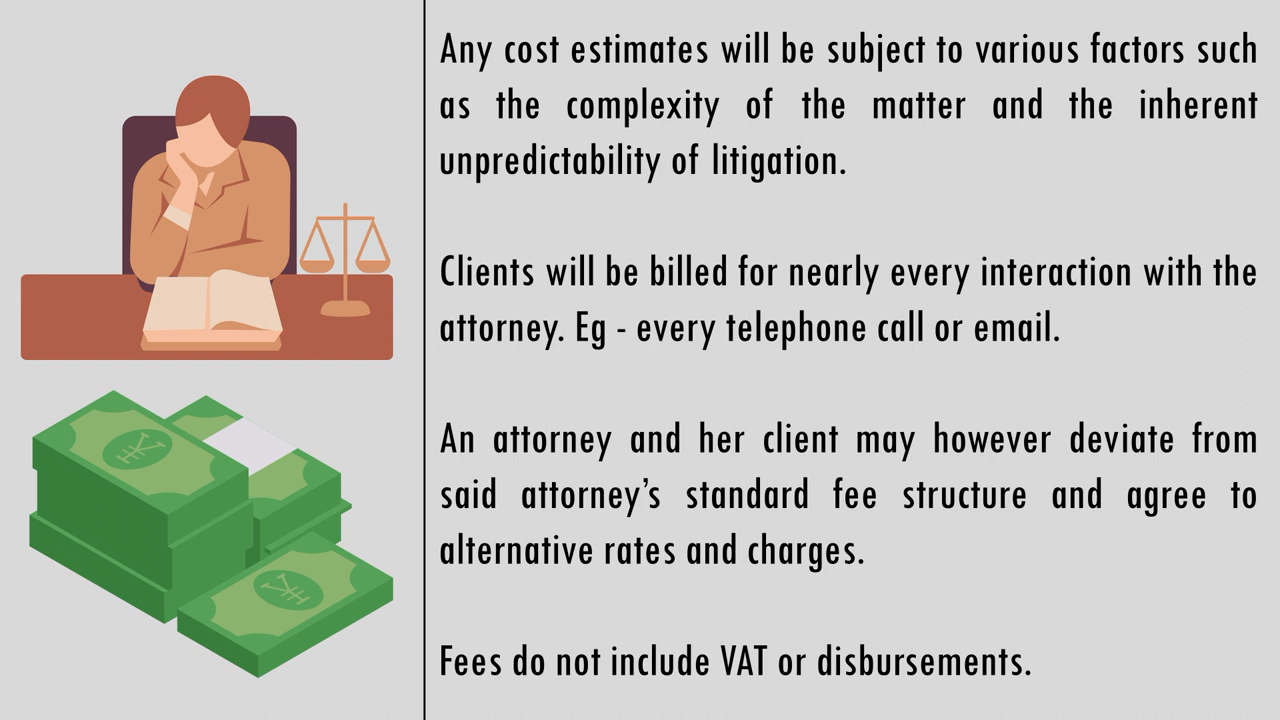 Any cost estimates will be subject to various factors such
as the complexity of the matter and the inherent
unpredictability of litigation.
Clients will be billed for nearly every interaction with the
attorney. Eg - every telephone call or email.
An attorney and her client may however deviate from
said attorney’s standard fee structure and agree to
alternative rates and charges.
Fees do not include VAT or disbursements.